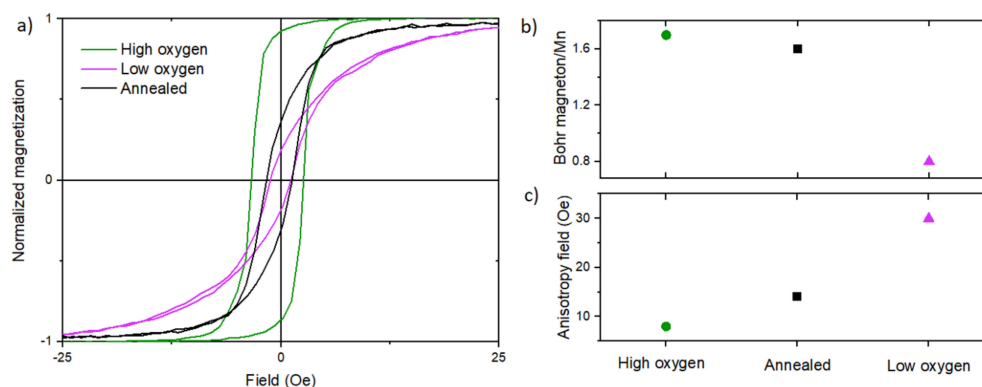 a)
High oxygen
Low oxygen
Annealed
Normalized magnetization
1
0
-1
-25
0
25
Field (Oe)
b)
Bohr magneton/Mn
1.6
1.2
0.8
c)
Anisotropy field (Oe)
30
20
10
High oxygen
Annealed
Low oxygen